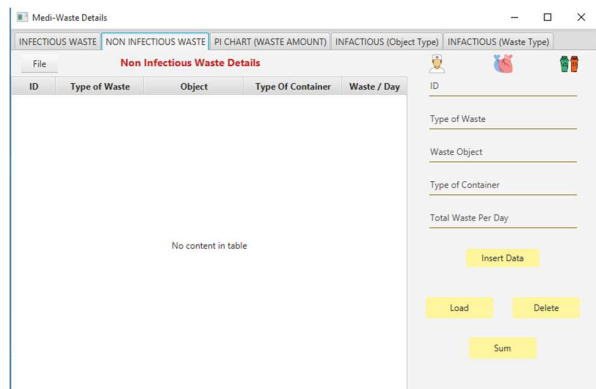 Medi-Waste Details
INFECTIOUS WASTE NON INFECTIOUS WASTE PI CHART (WASTE AMOUNT) INFACTIOUS (Object Type) INFACTIOUS (Waste Type)
File Non Infectious Waste Details
ID Type of Waste Object Type Of Container Waste / Day
No content in table
ID
Type of Waste
Waste Object
Type of Container
Total Waste Per Day
Insert Data
Load Delete
Sum